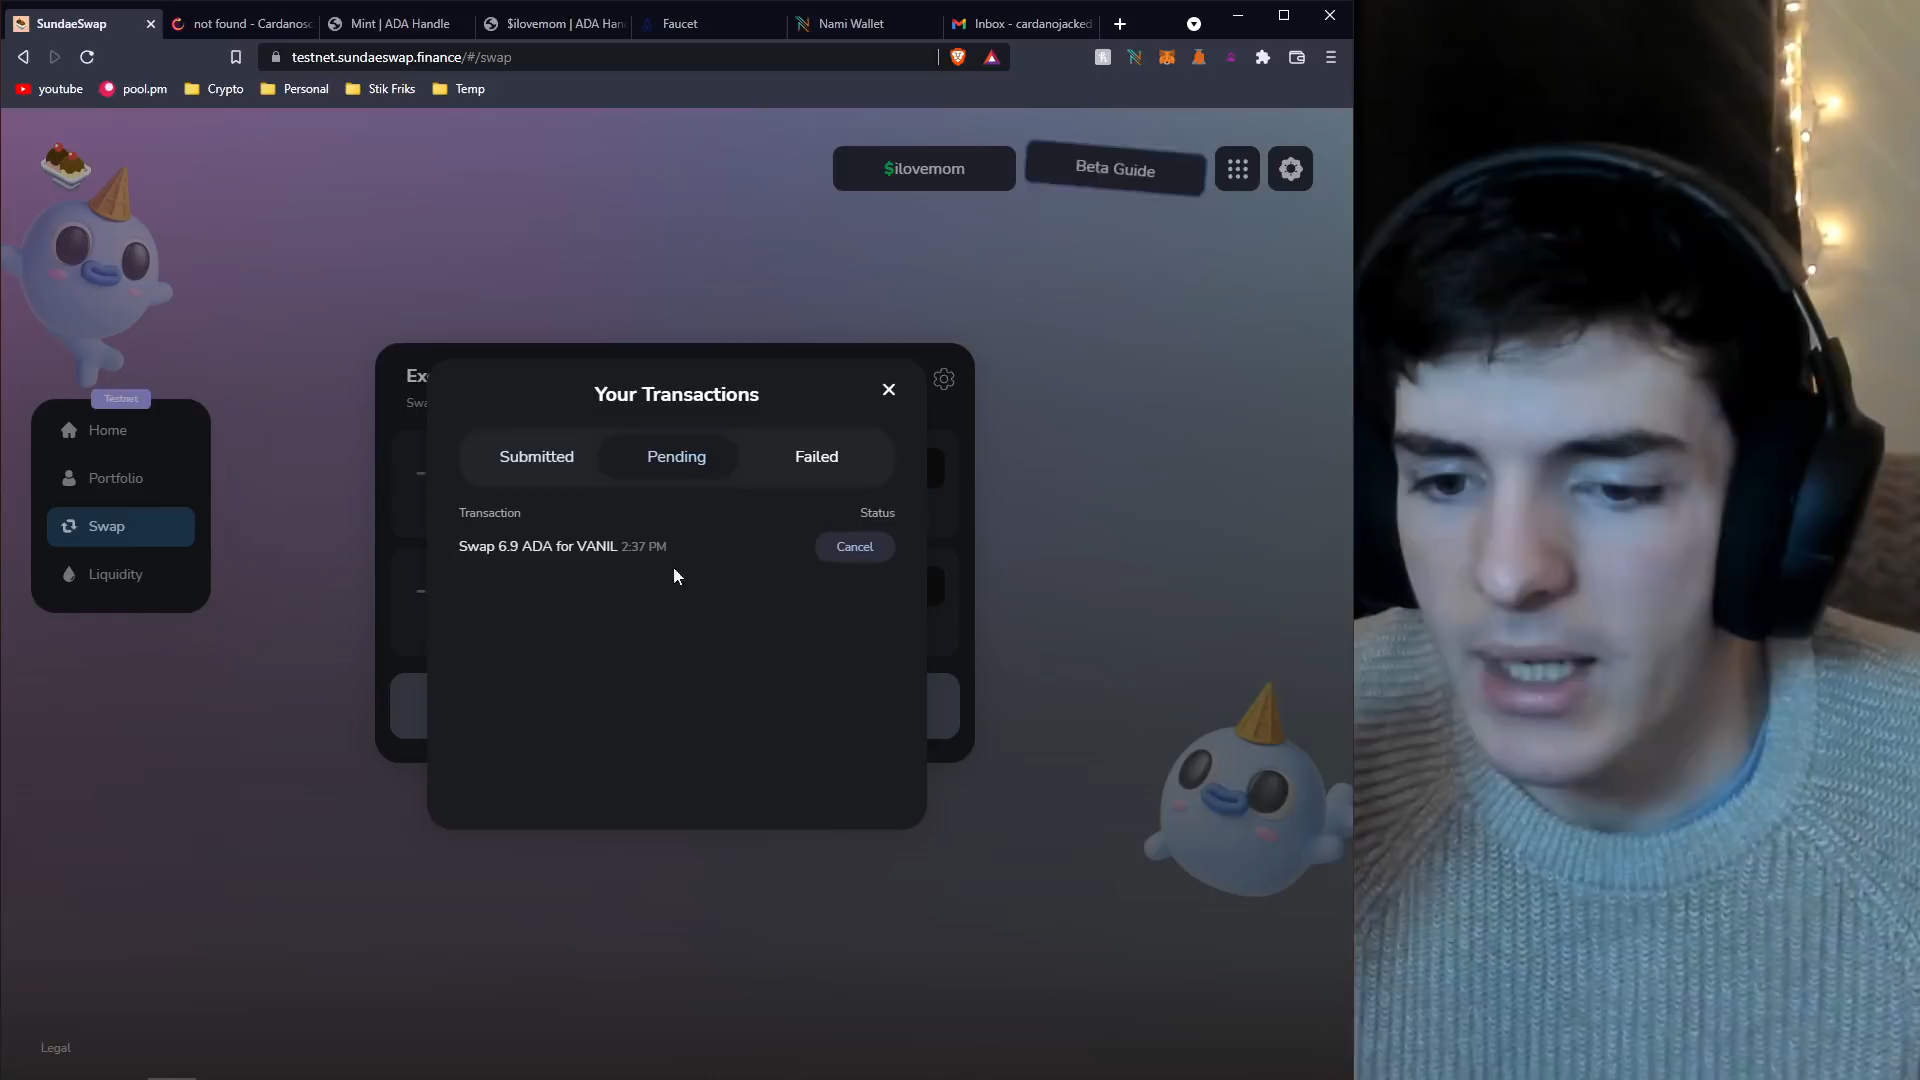 SundaeSwap
not found - Cardanosc
Mint | ADA Handle
$ilovemom | ADA Han
Faucet
Nami Wallet
Inbox - cardanojacked
testnet.sundaeswap.finance/#/swap
youtube
pool.pm
Crypto
Personal
Stik Friks
Temp
$ilovemom
Beta Guide
Testnet
Home
Portfolio
Swap
Liquidity
Ex
Swa
Your Transactions
Submitted
Pending
Failed
Transaction
Status
Swap 6.9 ADA for VANIL 2:37 PM
Cancel
Legal